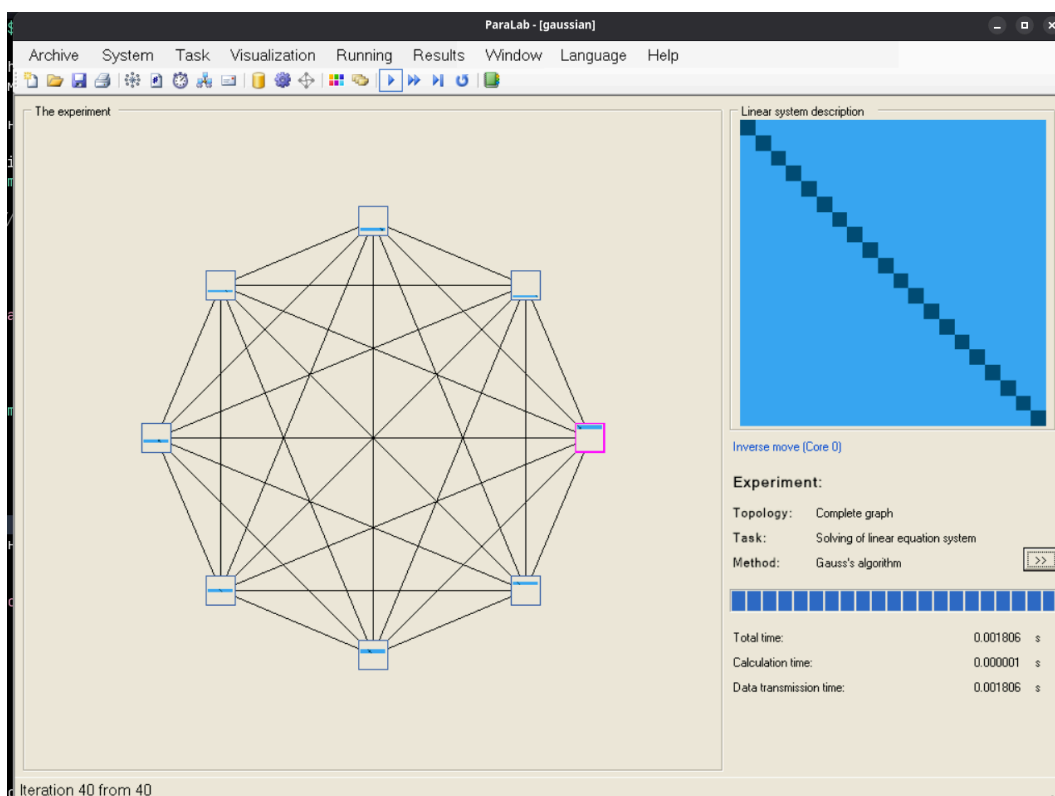 ParaLab - [gaussian]
Archive System Task Visualization Running Results Window Language Help
The experiment
Linear system description
Inverse move (Core 0)
Experiment:
Topology: Complete graph
Task: Solving of linear equation system
Method: Gauss's algorithm
>>
Total time: 0.001806 s
Calculation time: 0.000001 s
Data transmission time: 0.001806 s
Iteration 40 from 40